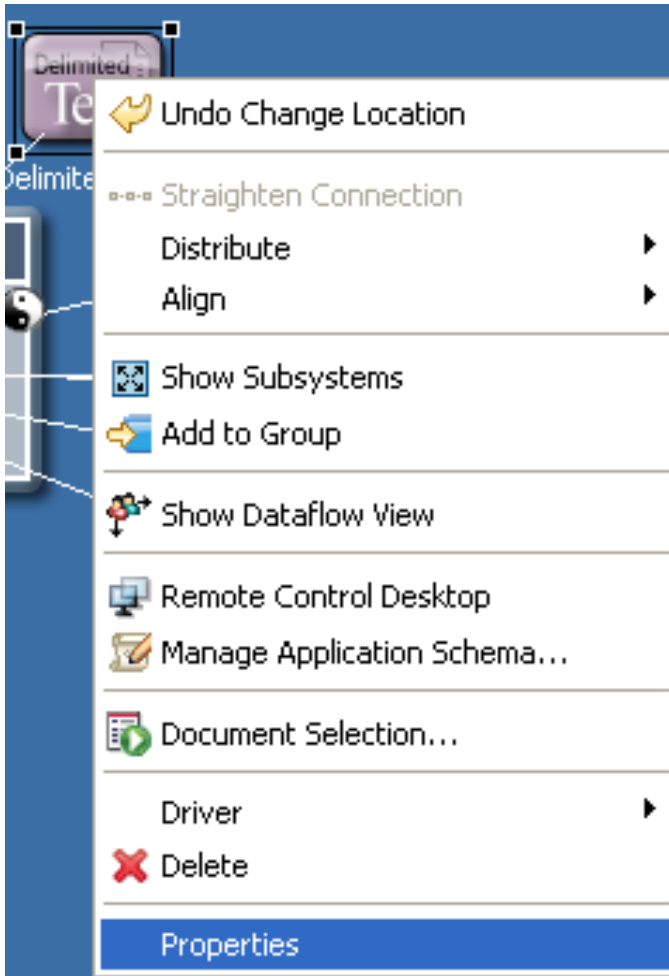 Delimited
Te
Delimite
Undo Change Location
Straighten Connection
Distribute
Align
Show Subsystems
Add to Group
Show Dataflow View
Remote Control Desktop
Manage Application Schema...
Document Selection...
Driver
Delete
Properties